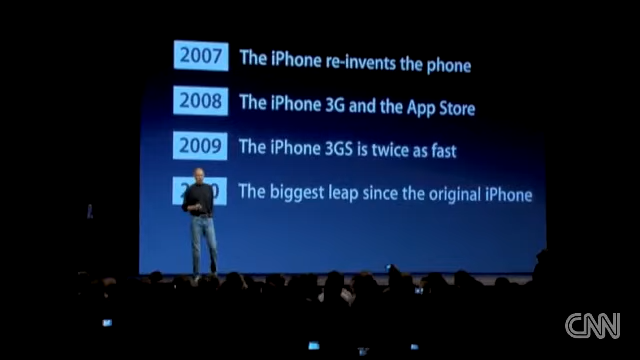 2007 The iPhone re-invents the phone
2008 The iPhone 3G and the App Store
2009 The iPhone 3GS is twice as fast
The biggest leap since the original iPhone
CNN